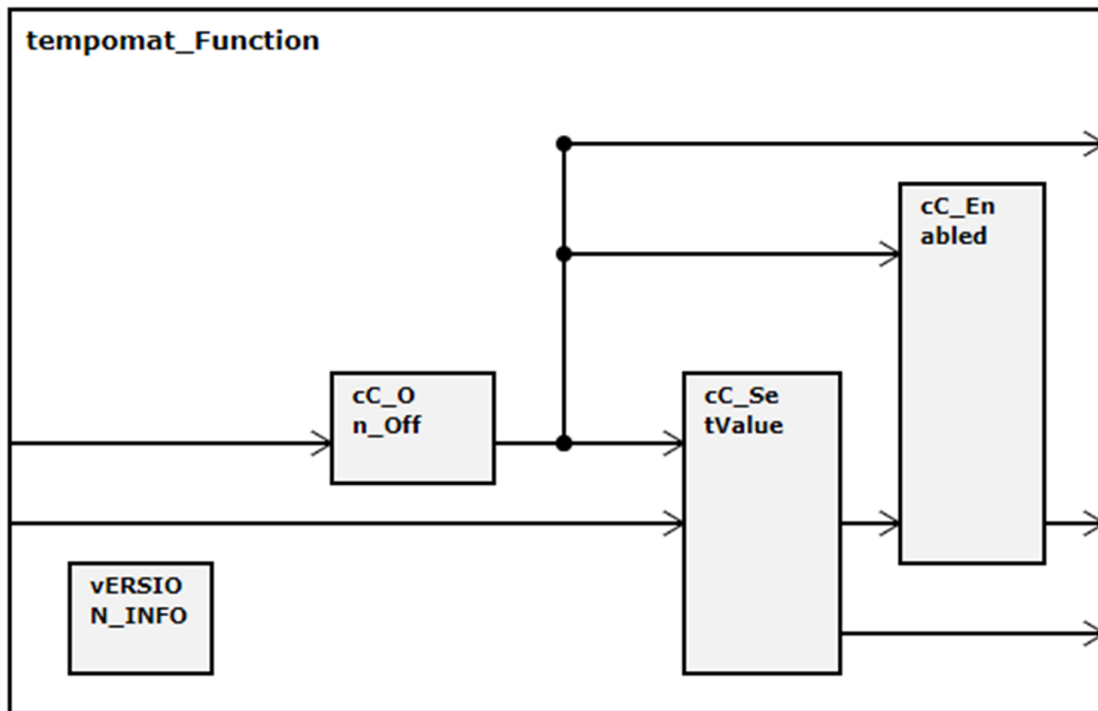 tempomat_Function
cC_En
abled
cC_O
n_Off
cC_Se
tValue
vERSIO
N_INFO